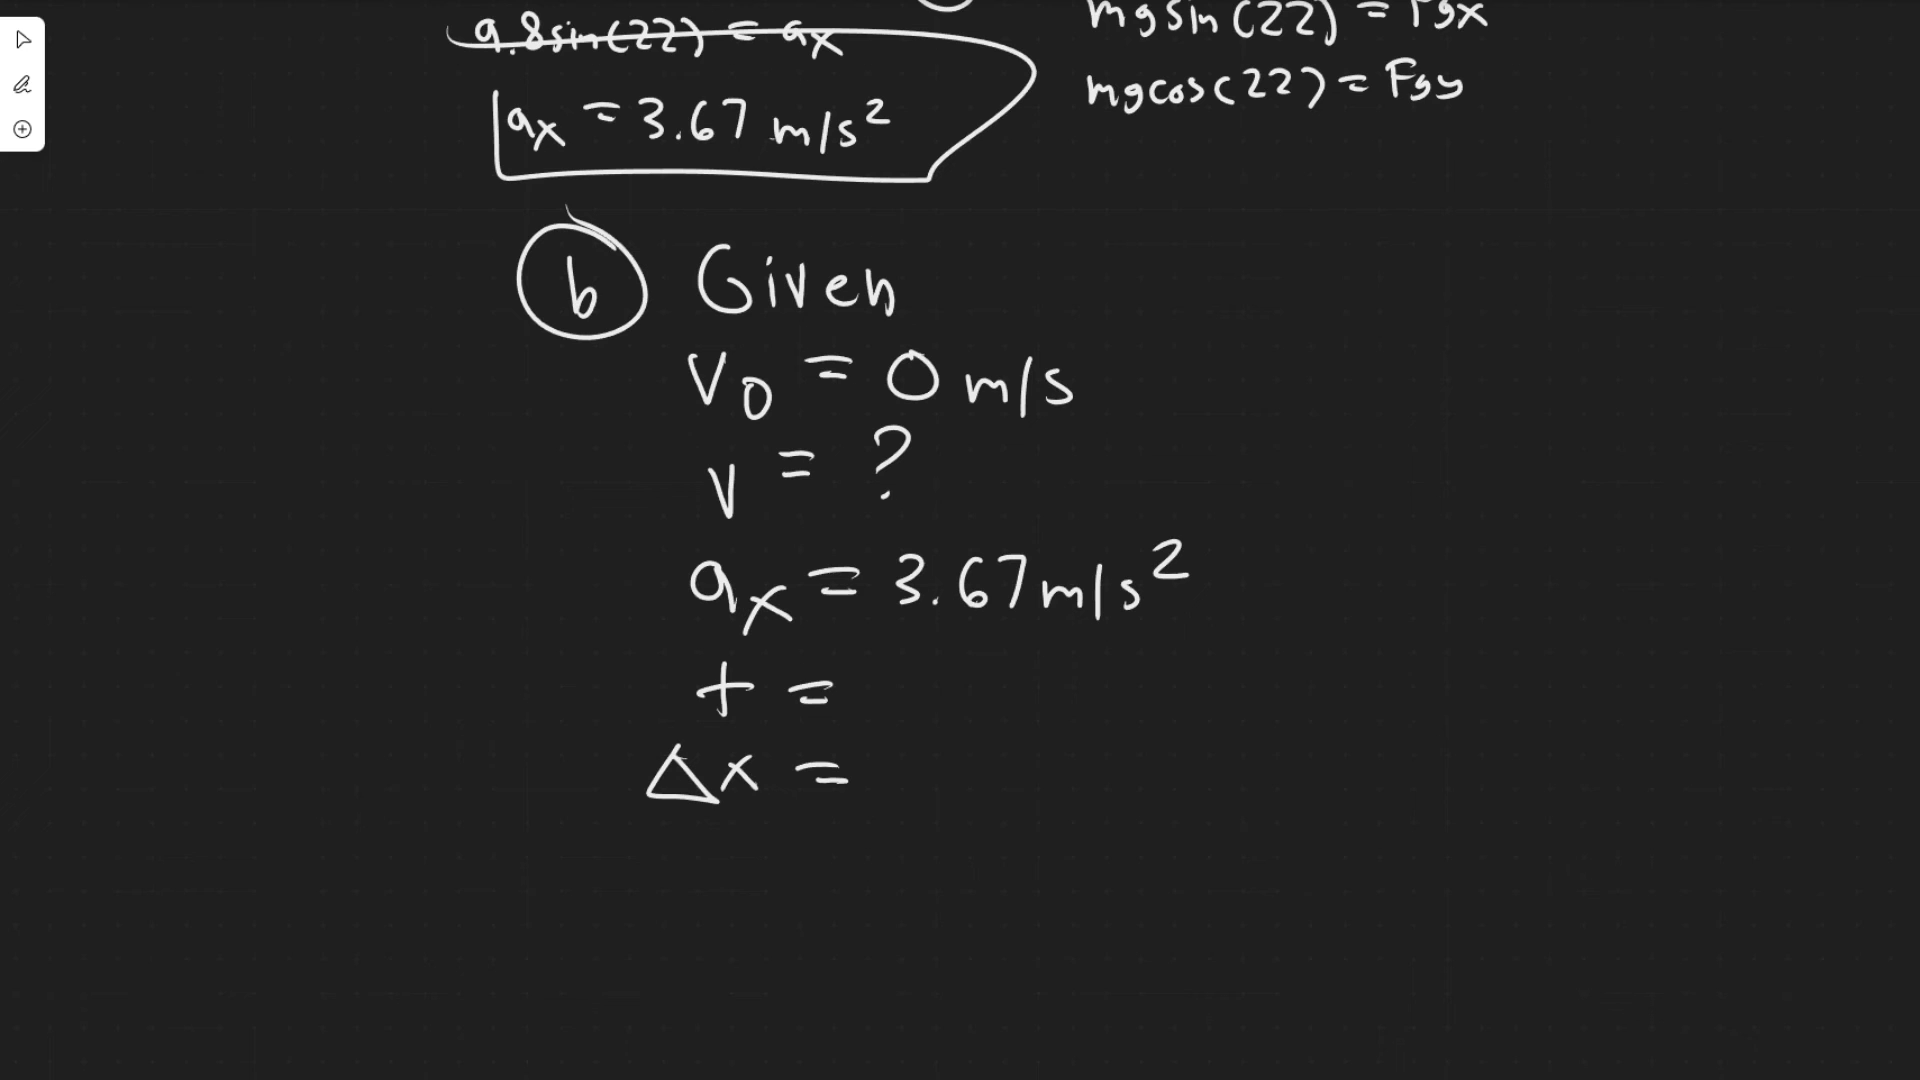 9.8sin(22) = ax
mgsin(22) = Fgx
ax = 3.67 m/s²
mgcos(22) = Fgy
b Given
v0 = 0 m/s
v = ?
ax = 3.67 m/s²
t =
Δx =